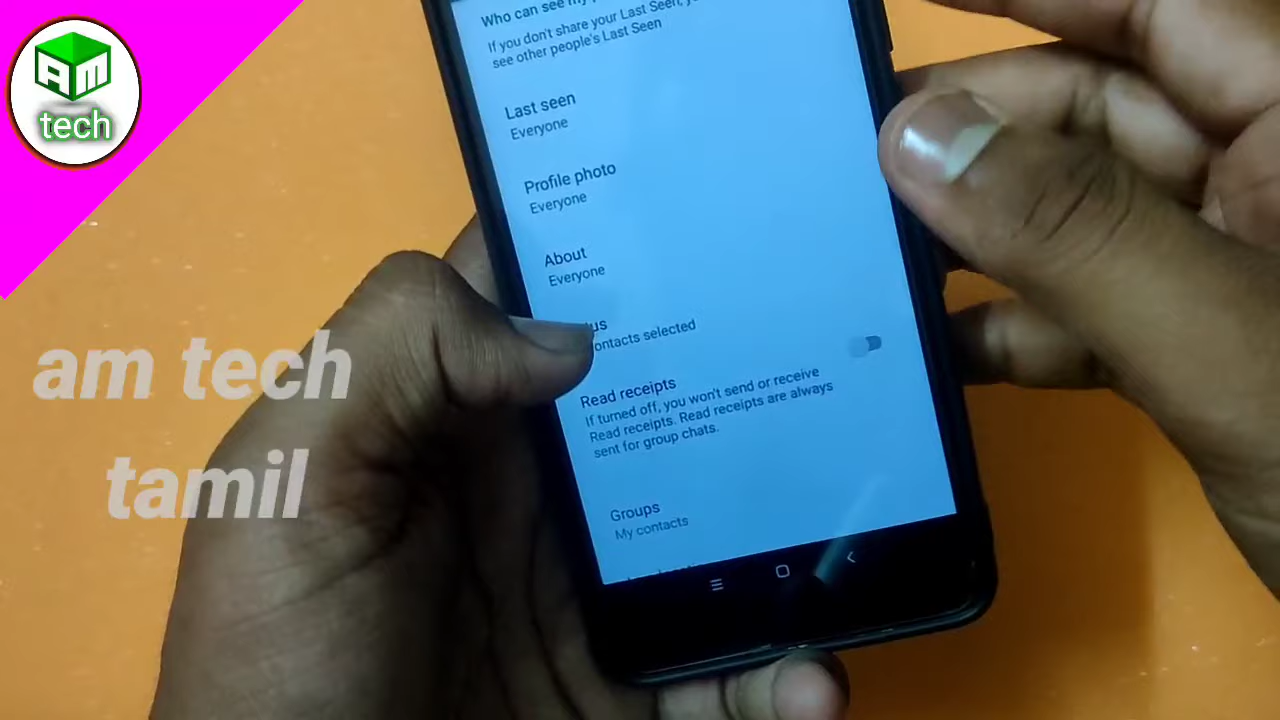 AM
tech
am tech
tamil
Who can see my
If you don't share your Last Seen,
see other people's Last Seen
Last seen
Everyone
Profile photo
Everyone
About
Everyone
contacts selected
Read receipts
If turned off, you won't send or receive
Read receipts. Read receipts are always
sent for group chats.
Groups
My contacts